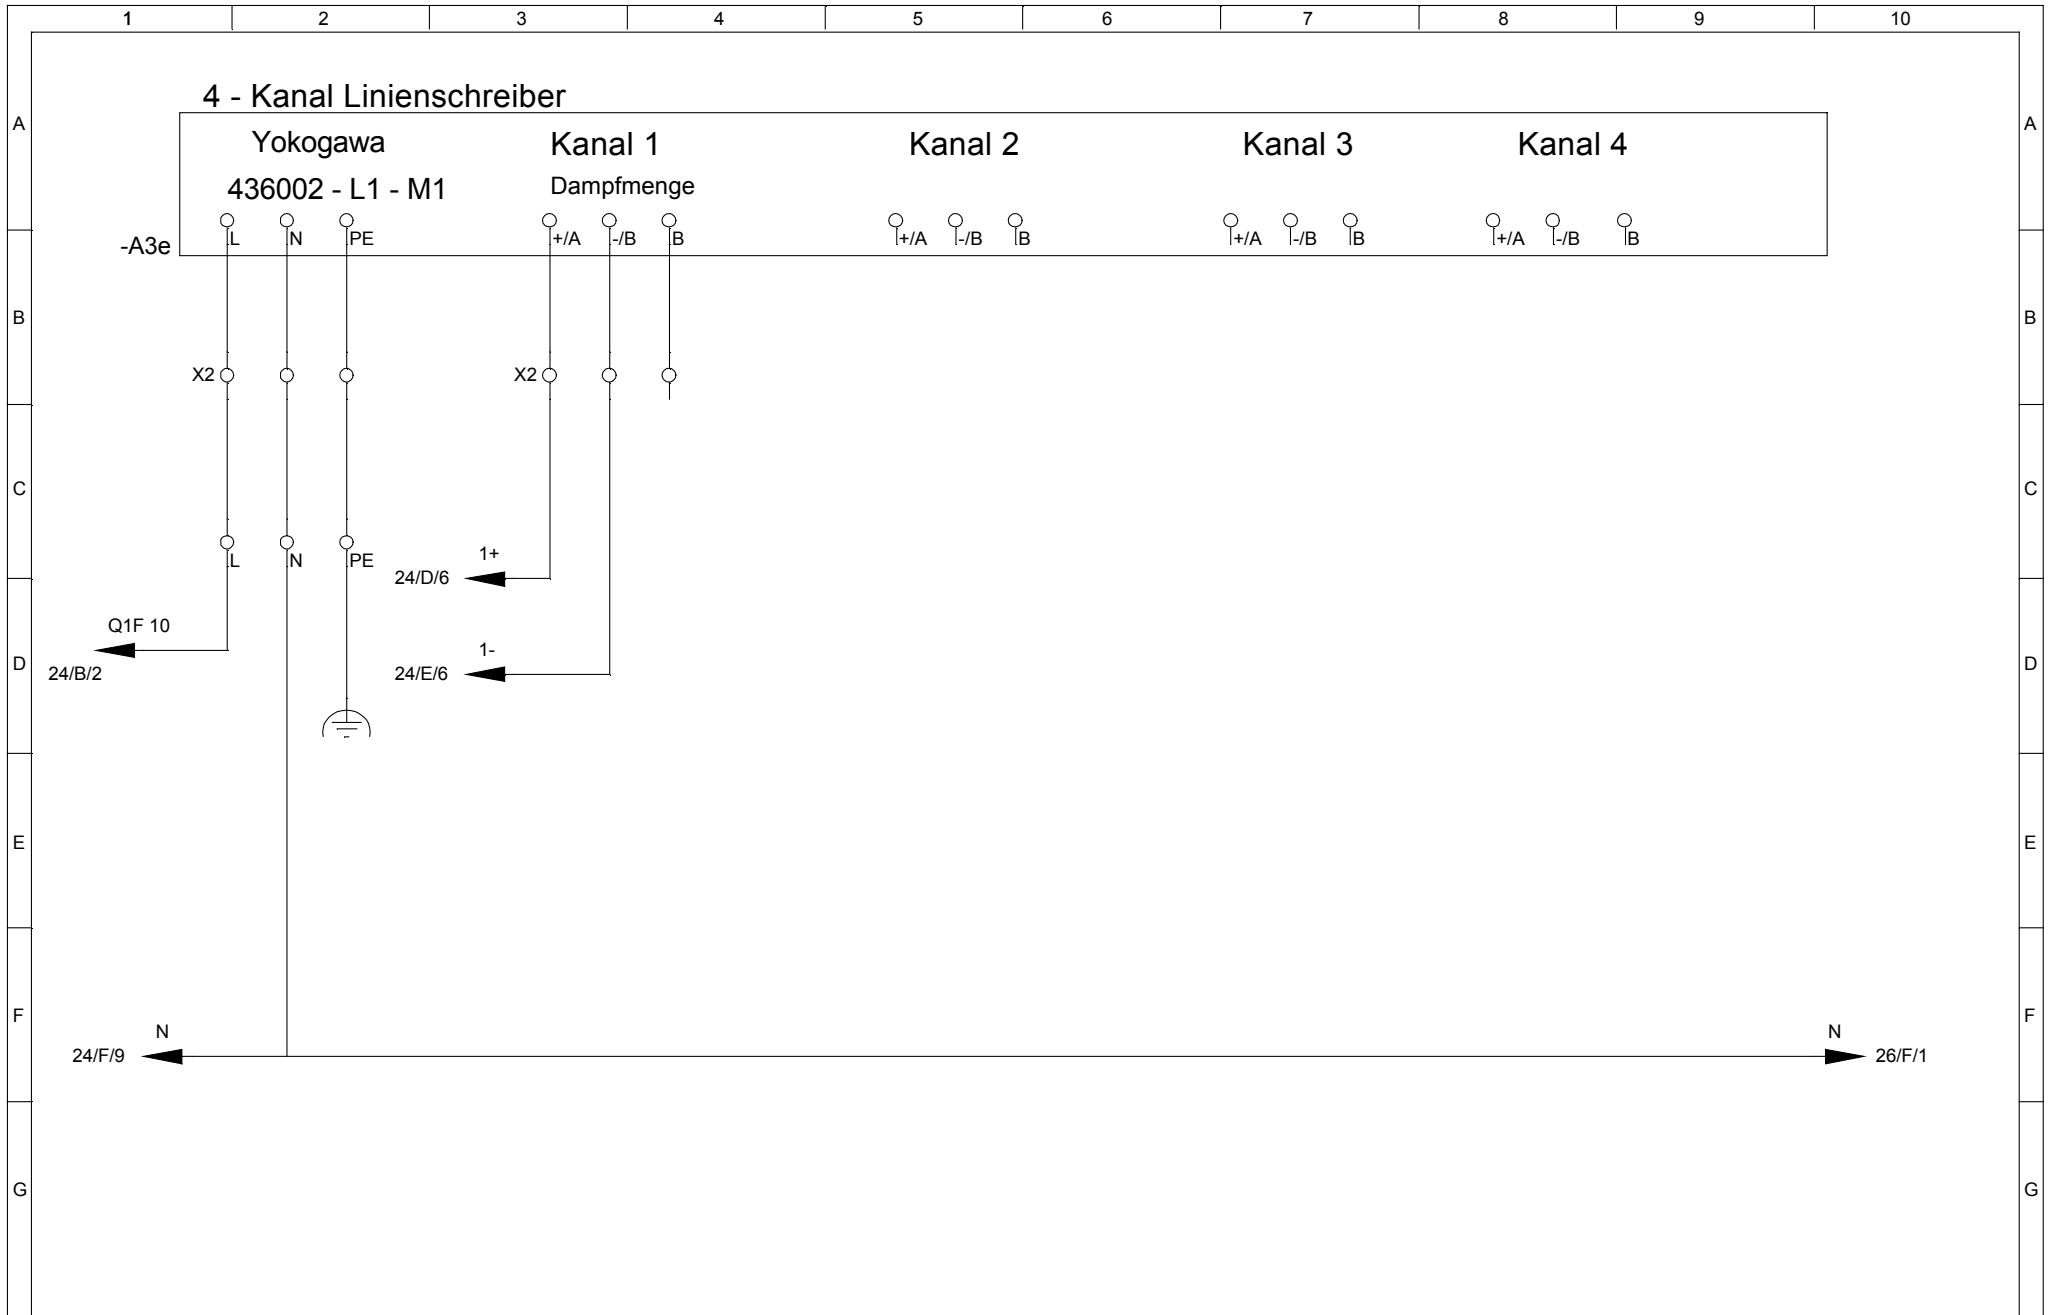 1 2 3 4 5 6 7 8 9 10
4 - Kanal Linienschreiber
A A
Yokogawa Kanal 1 Kanal 2 Kanal 3 Kanal 4
436002 - L1 - M1 Dampfmenge
-A3e L N PE +/A -/B B +/A -/B B +/A -/B B +/A -/B B
B B
X2 X2
C C
L N PE
1+
24/D/6
Q1F 10
1-
D D
24/B/2 24/E/6
E E
F F
N N
24/F/9 26/F/1
G G